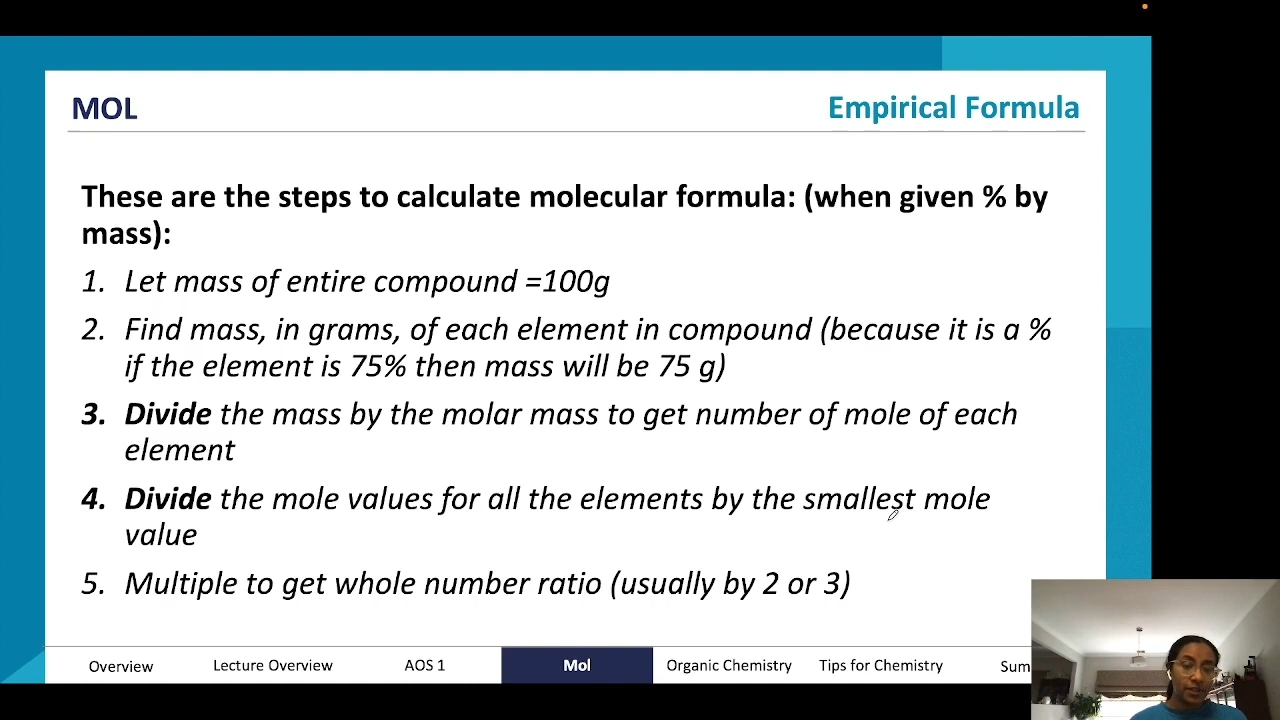 MOL
Empirical Formula
These are the steps to calculate molecular formula: (when given % by
mass):
1. Let mass of entire compound =100g
2. Find mass, in grams, of each element in compound (because it is a %
if the element is 75% then mass will be 75 g)
3. Divide the mass by the molar mass to get number of mole of each
element
4. Divide the mole values for all the elements by the smallest mole
value
5. Multiple to get whole number ratio (usually by 2 or 3)
Overview Lecture Overview AOS 1 Mol Organic Chemistry Tips for Chemistry Sum